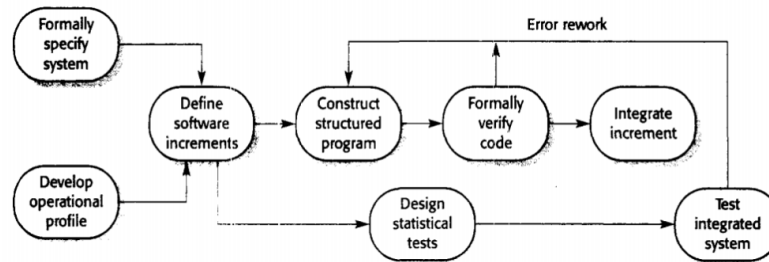 Formally
specify
system
Error rework
Define
software
increments
Construct
structured
program
Formally
verify
code
Integrate
increment
Develop
operational
profile
Design
statistical
tests
Test
integrated
system